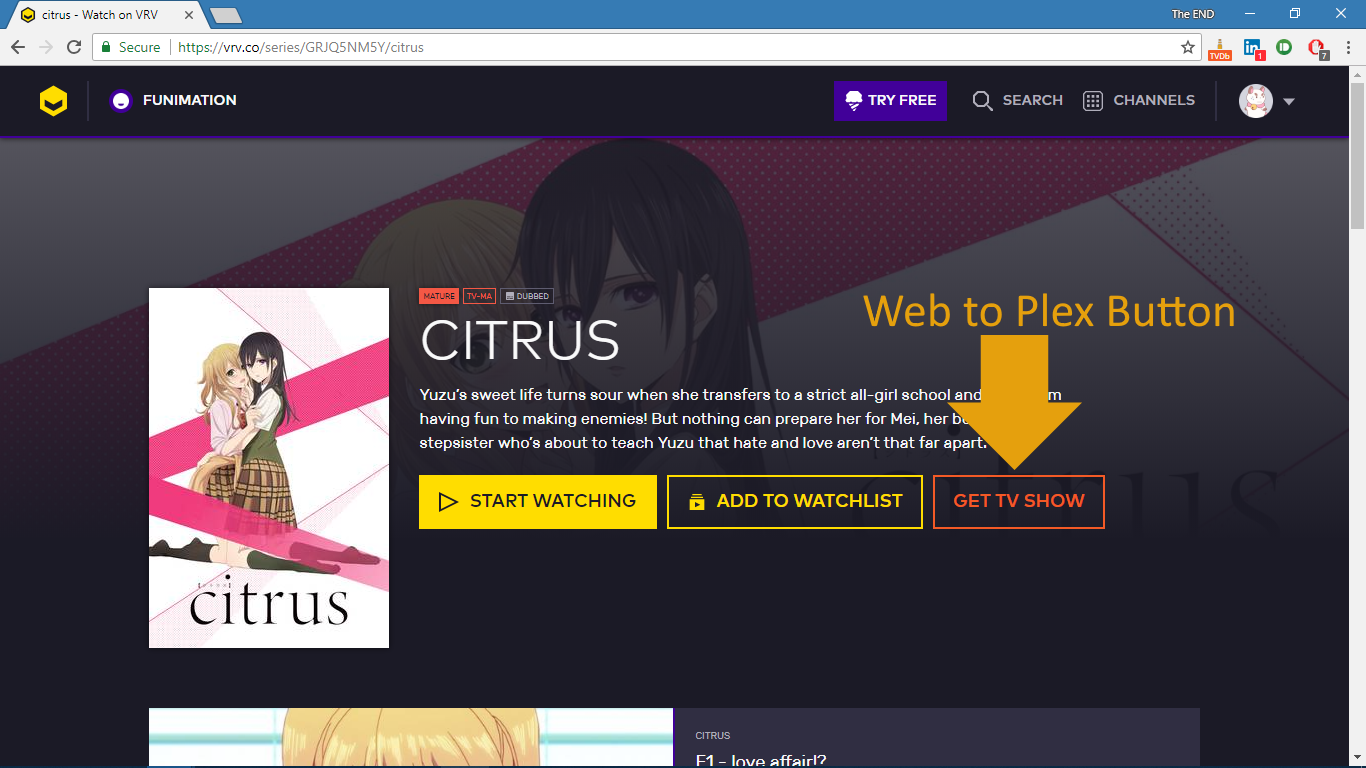 citrus - Watch on VRV
The END
Secure
https://vrv.co/series/GRJQ5NM5Y/citrus
TVDb
in
1
7
FUNIMATION
TRY FREE
SEARCH
CHANNELS
MATURE
TV-MA
DUBBED
Web to Plex Button
CITRUS
Yuzu's sweet life turns sour when she transfers to a strict all-girl school and
having fun to making enemies! But nothing can prepare her for Mei, her
stepsister who's about to teach Yuzu that hate and love aren't that far apart.
START WATCHING
ADD TO WATCHLIST
GET TV SHOW
citrus
CITRUS
E1 - love affair!?